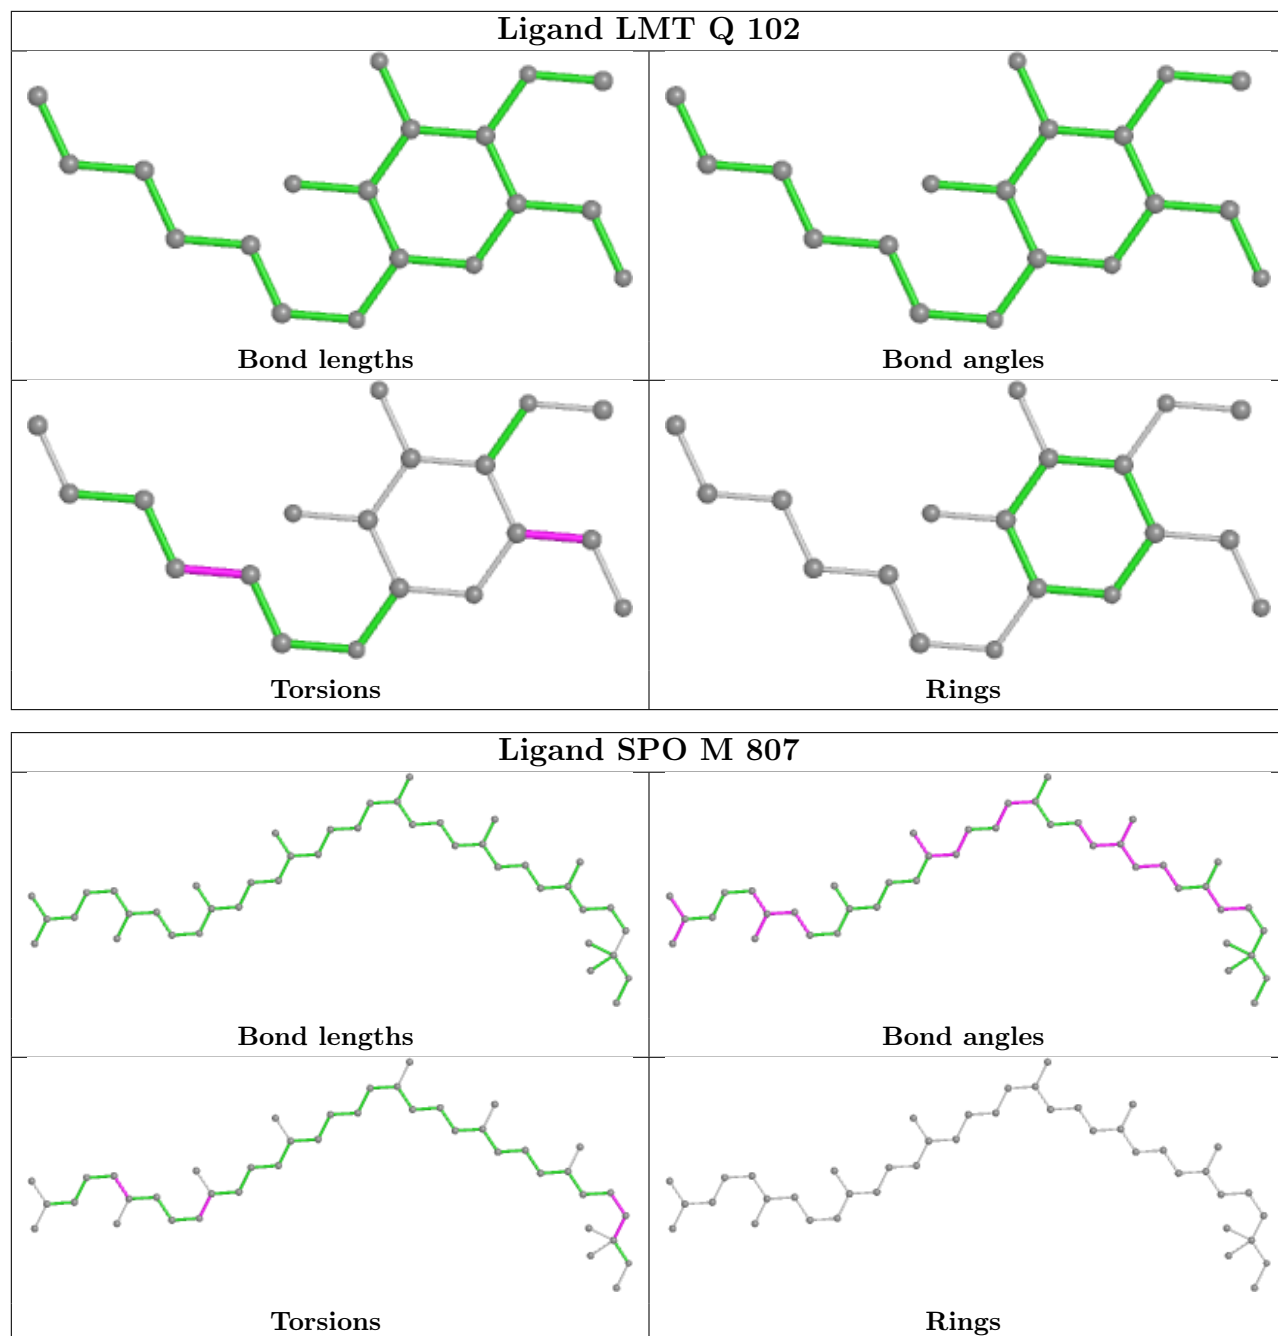 Ligand LMT Q 102
Bond lengths
Bond angles
Torsions
Rings
Ligand SPO M 807
Bond lengths
Bond angles
Torsions
Rings